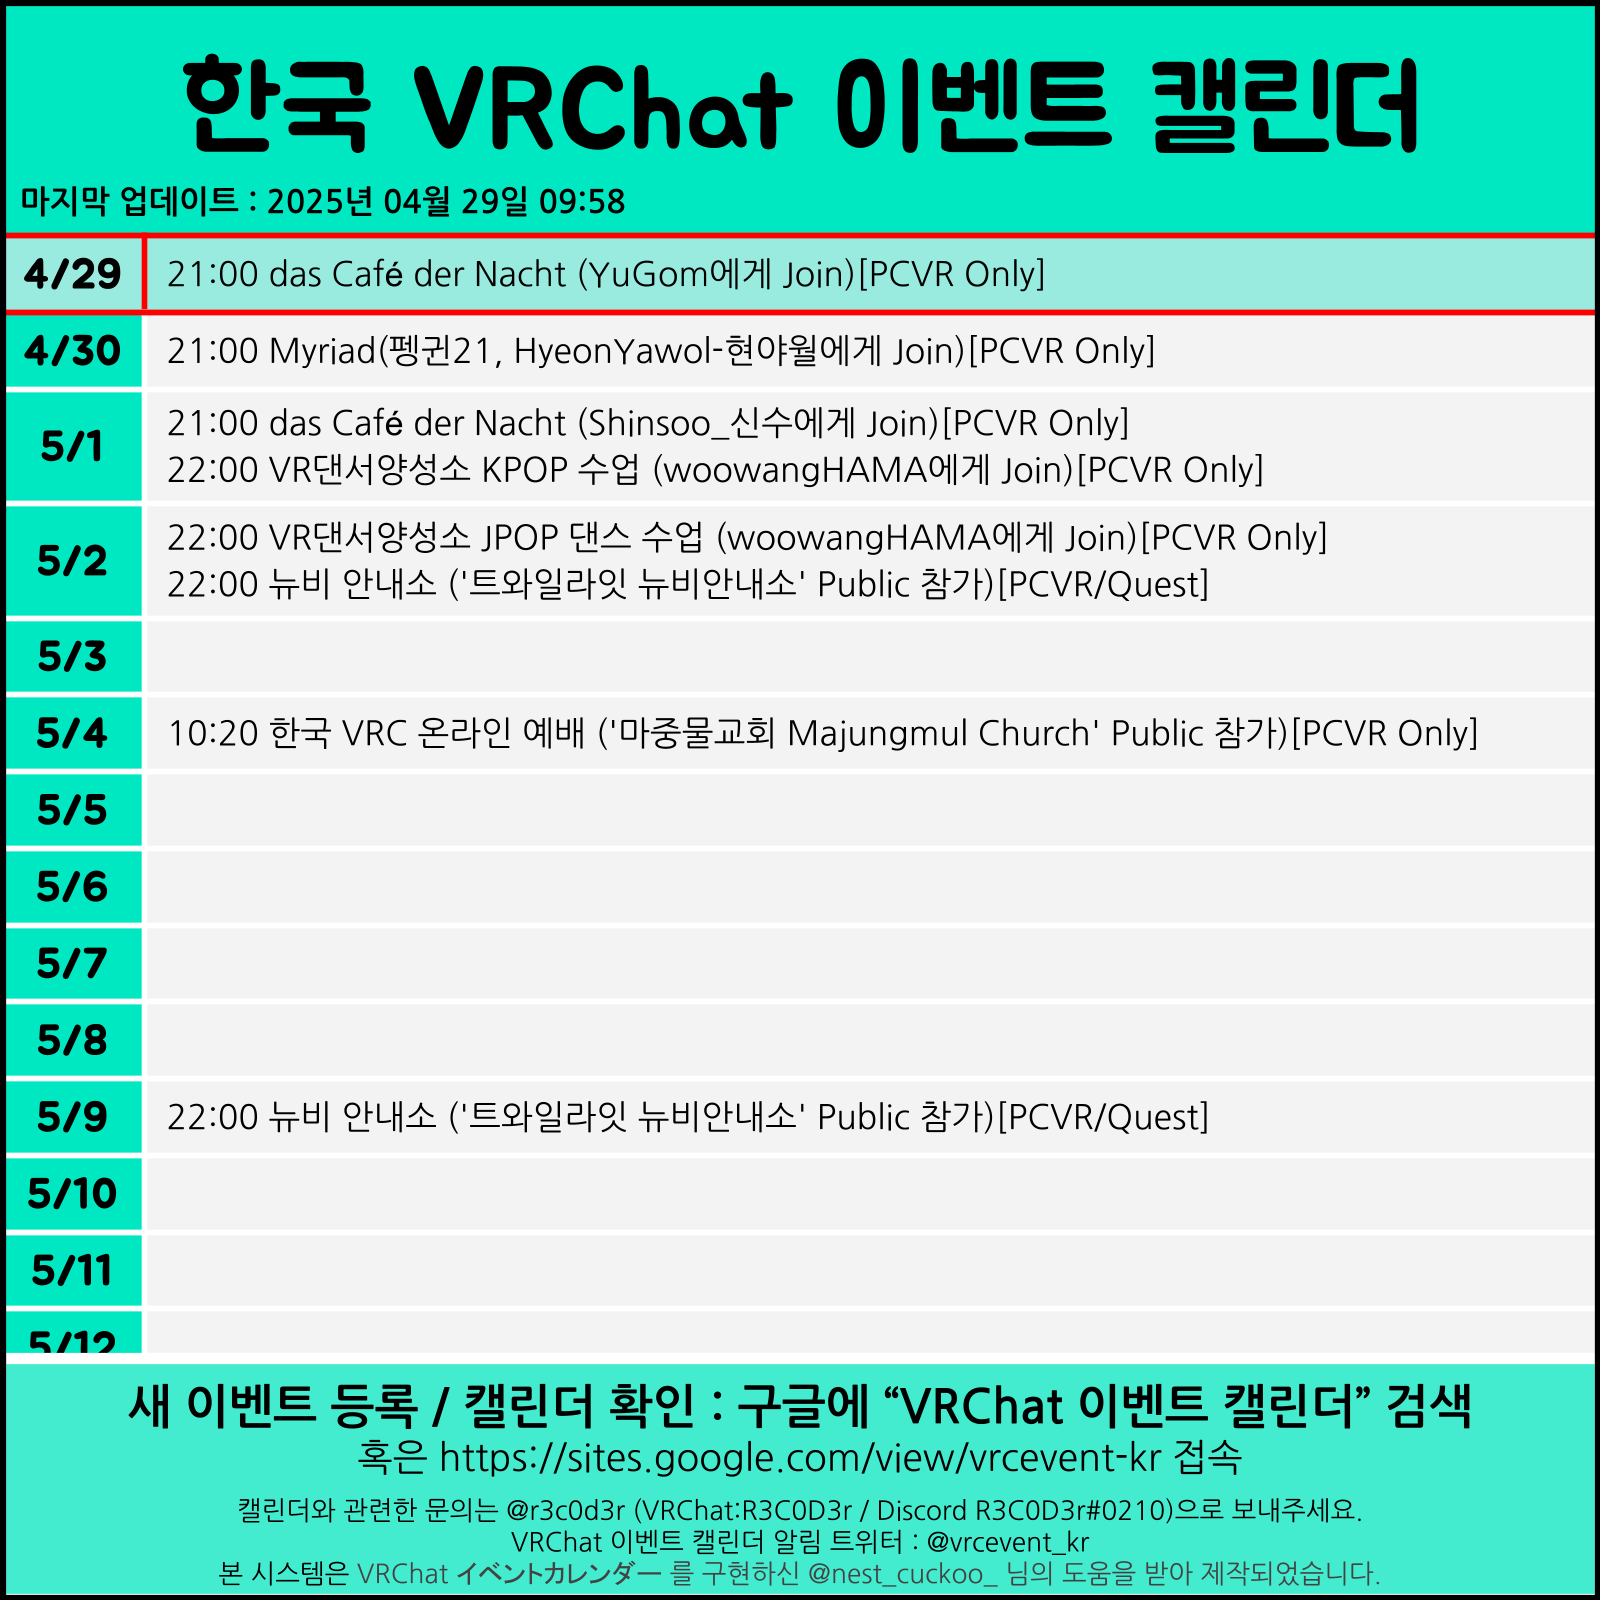 한국 VRChat 이벤트 캘린더
마지막 업데이트 : 2025년 04월 29일 09:58
4/29 21:00 das Café der Nacht (YuGom에게 Join)[PCVR Only]
4/30 21:00 Myriad(펭귄21, HyeonYawol-현야월에게 Join)[PCVR Only]
5/1 21:00 das Café der Nacht (Shinsoo_신수에게 Join)[PCVR Only]
22:00 VR댄서양성소 KPOP 수업 (woowangHAMA에게 Join)[PCVR Only]
5/2 22:00 VR댄서양성소 JPOP 댄스 수업 (woowangHAMA에게 Join)[PCVR Only]
22:00 뉴비 안내소 ('트와일라잇 뉴비안내소' Public 참가)[PCVR/Quest]
5/3
5/4 10:20 한국 VRC 온라인 예배 ('마중물교회 Majungmul Church' Public 참가)[PCVR Only]
5/5
5/6
5/7
5/8
5/9 22:00 뉴비 안내소 ('트와일라잇 뉴비안내소' Public 참가)[PCVR/Quest]
5/10
5/11
5/12
새 이벤트 등록 / 캘린더 확인 : 구글에 “VRChat 이벤트 캘린더” 검색
혹은 https://sites.google.com/view/vrcevent-kr 접속
캘린더와 관련한 문의는 @r3c0d3r (VRChat:R3C0D3r / Discord R3C0D3r#0210)으로 보내주세요.
VRChat 이벤트 캘린더 알림 트위터 : @vrcevent_kr
본 시스템은 VRChat イベントカレンダー 를 구현하신 @nest_cuckoo_ 님의 도움을 받아 제작되었습니다.